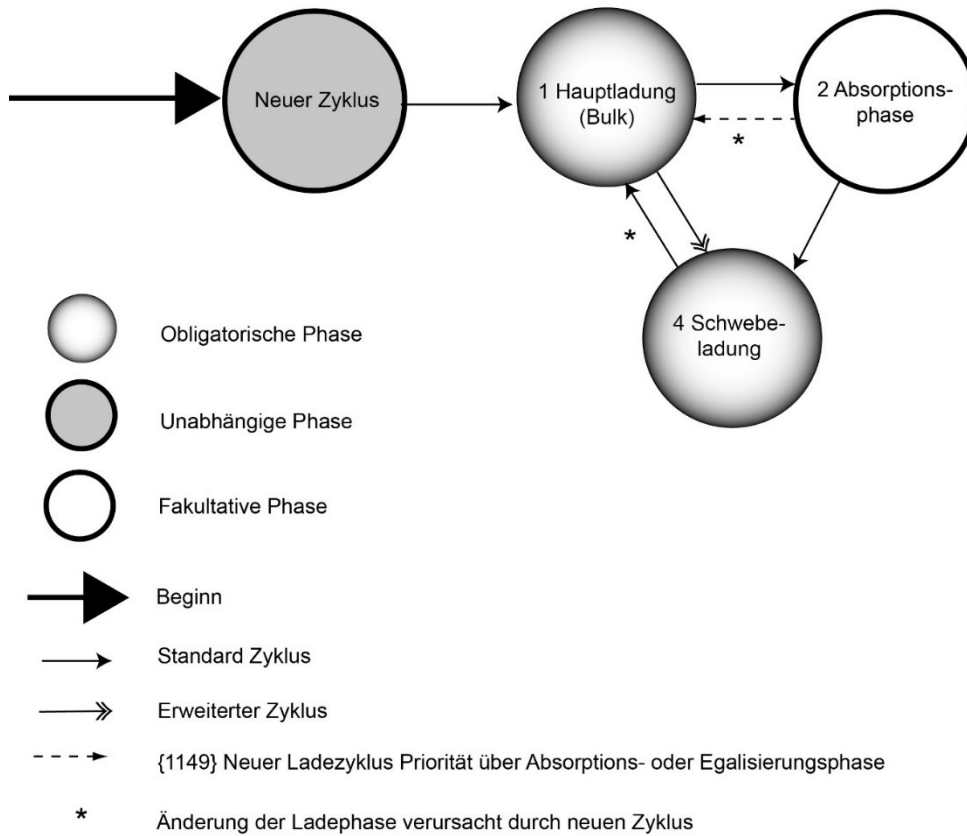 Neuer Zyklus
1 Hauptladung
(Bulk)
2 Absorptions-
phase
*
*
4 Schwebe-
ladung
Obligatorische Phase
Unabhängige Phase
Fakultative Phase
Beginn
Standard Zyklus
Erweiterter Zyklus
{1149} Neuer Ladezyklus Priorität über Absorptions- oder Egalisierungsphase
* Änderung der Ladephase verursacht durch neuen Zyklus